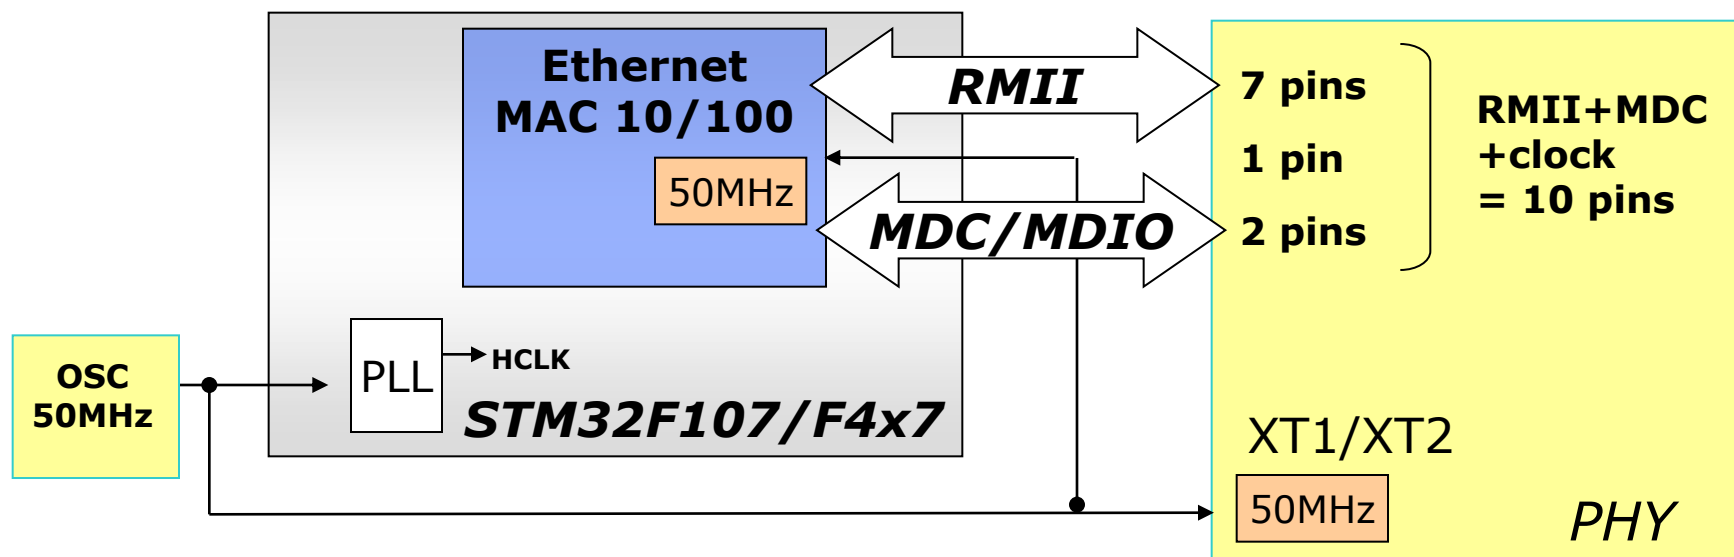 Ethernet
MAC 10/100
50MHz
RMII
MDC/MDIO
7 pins
1 pin
2 pins
RMII+MDC
+clock
= 10 pins
OSC
50MHz
PLL
HCLK
STM32F107/F4x7
XT1/XT2
50MHz
PHY